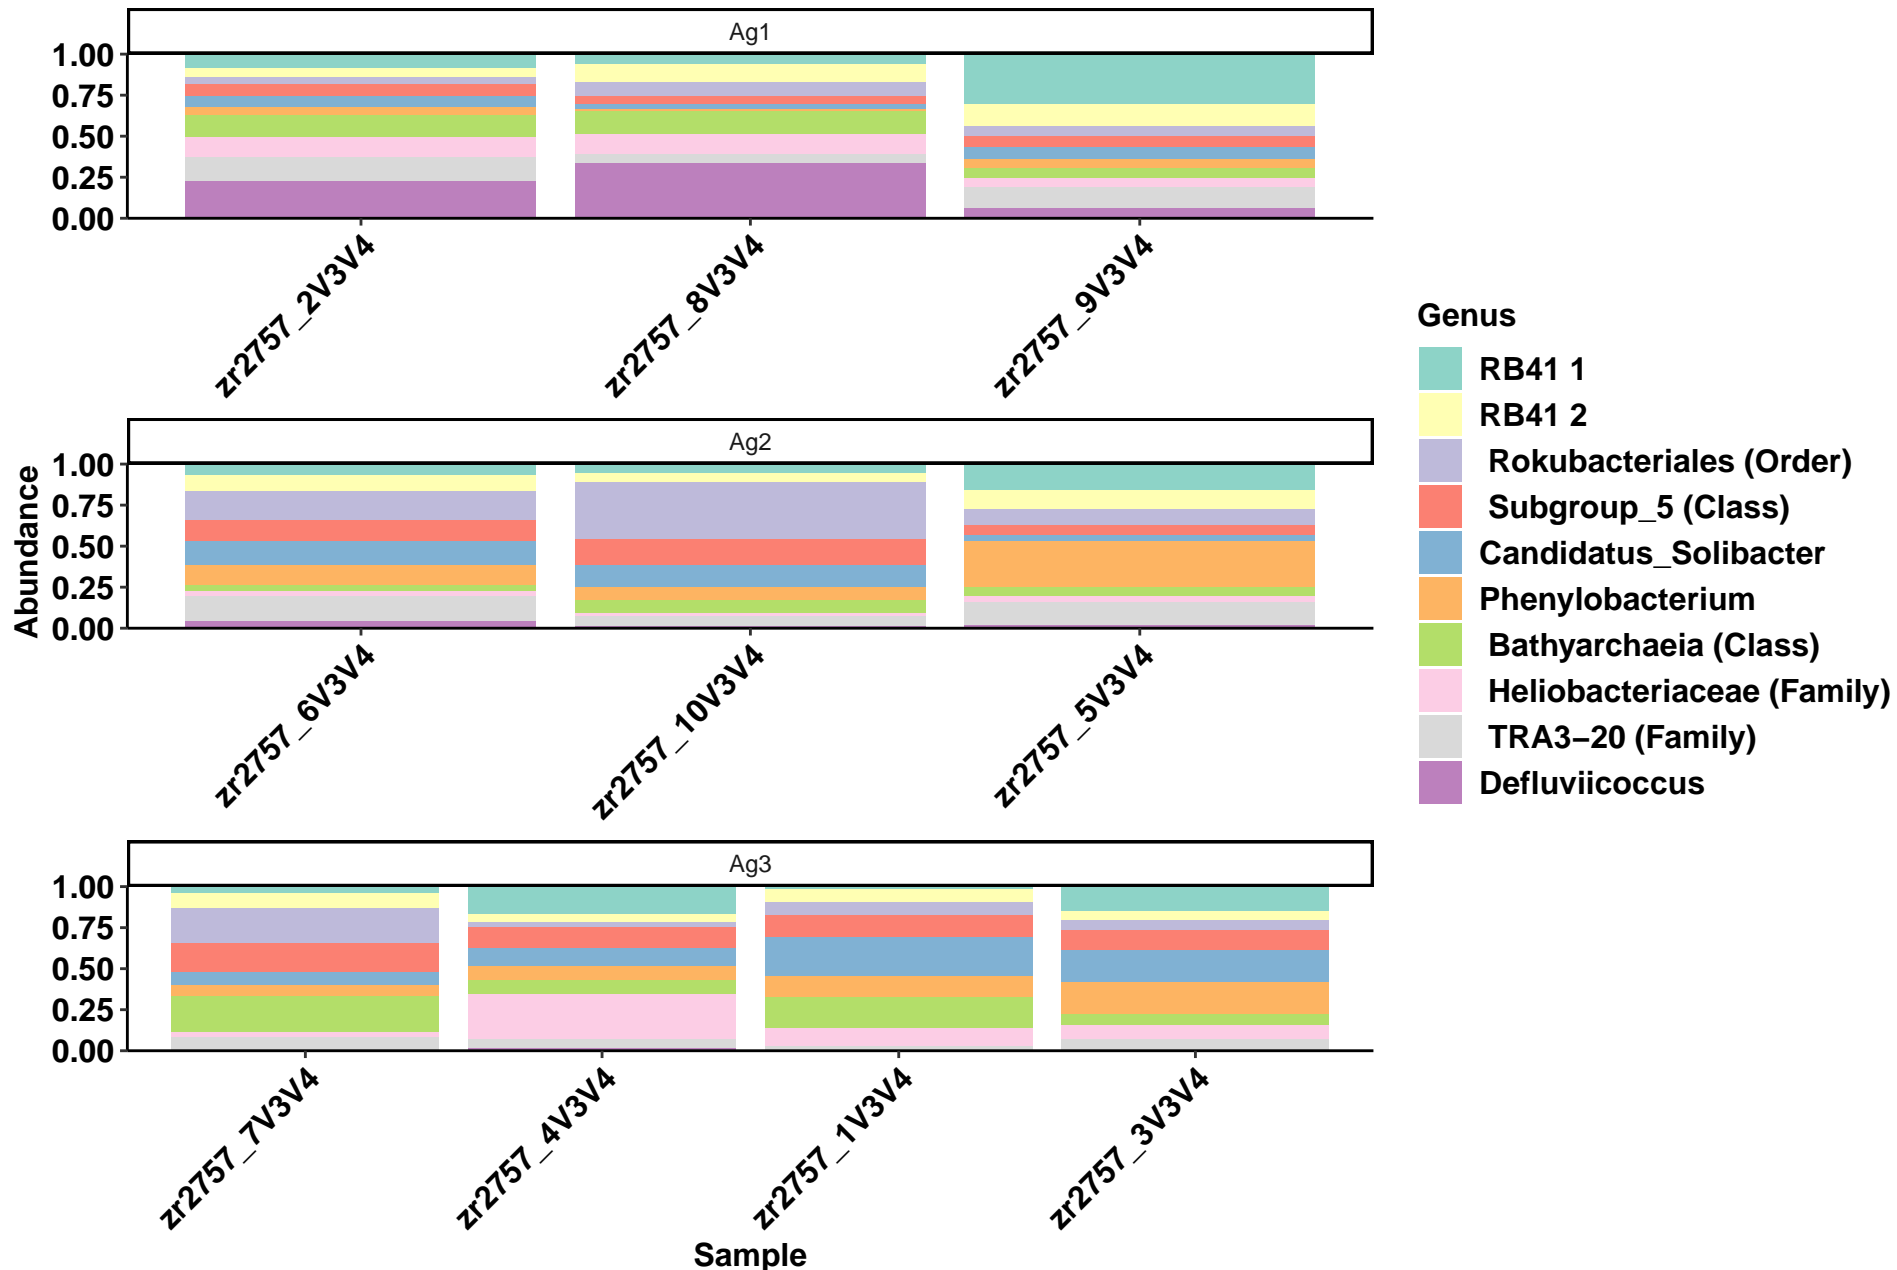 Ag1
1.00
0.75
0.50
0.25
0.00
zr2757_2V3V4
zr2757_8V3V4
zr2757_9V3V4
Ag2
1.00
0.75
0.50
0.25
0.00
zr2757_6V3V4
zr2757_10V3V4
zr2757_5V3V4
Ag3
1.00
0.75
0.50
0.25
0.00
zr2757_7V3V4
zr2757_4V3V4
zr2757_1V3V4
zr2757_3V3V4
Abundance
Sample
Genus
RB41 1
RB41 2
Rokubacteriales (Order)
Subgroup_5 (Class)
Candidatus_Solibacter
Phenylobacterium
Bathyarchaeia (Class)
Heliobacteriaceae (Family)
TRA3−20 (Family)
Defluviicoccus